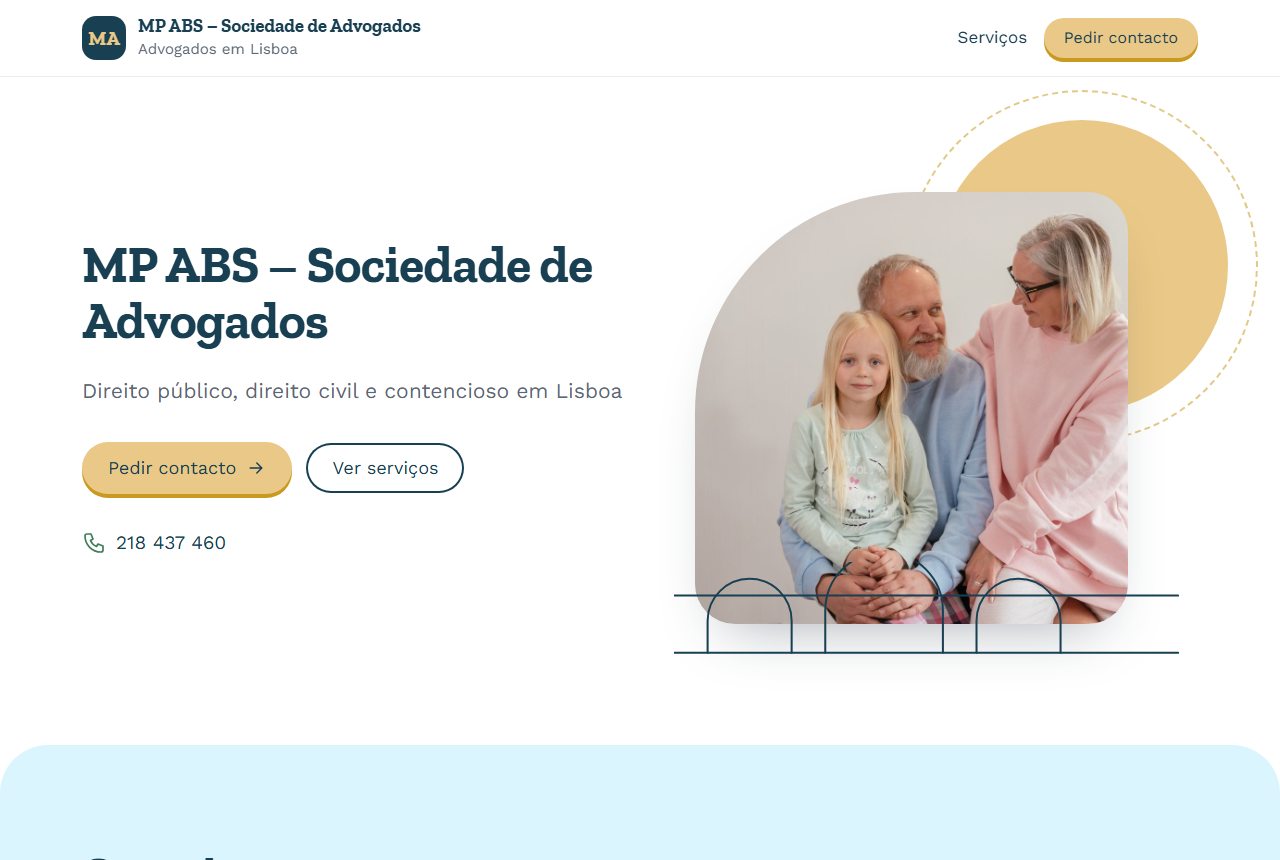 MA
MP ABS – Sociedade de Advogados
Advogados em Lisboa
Serviços
Pedir contacto
MP ABS – Sociedade de
Advogados
Direito público, direito civil e contencioso em Lisboa
Pedir contacto →
Ver serviços
218 437 460